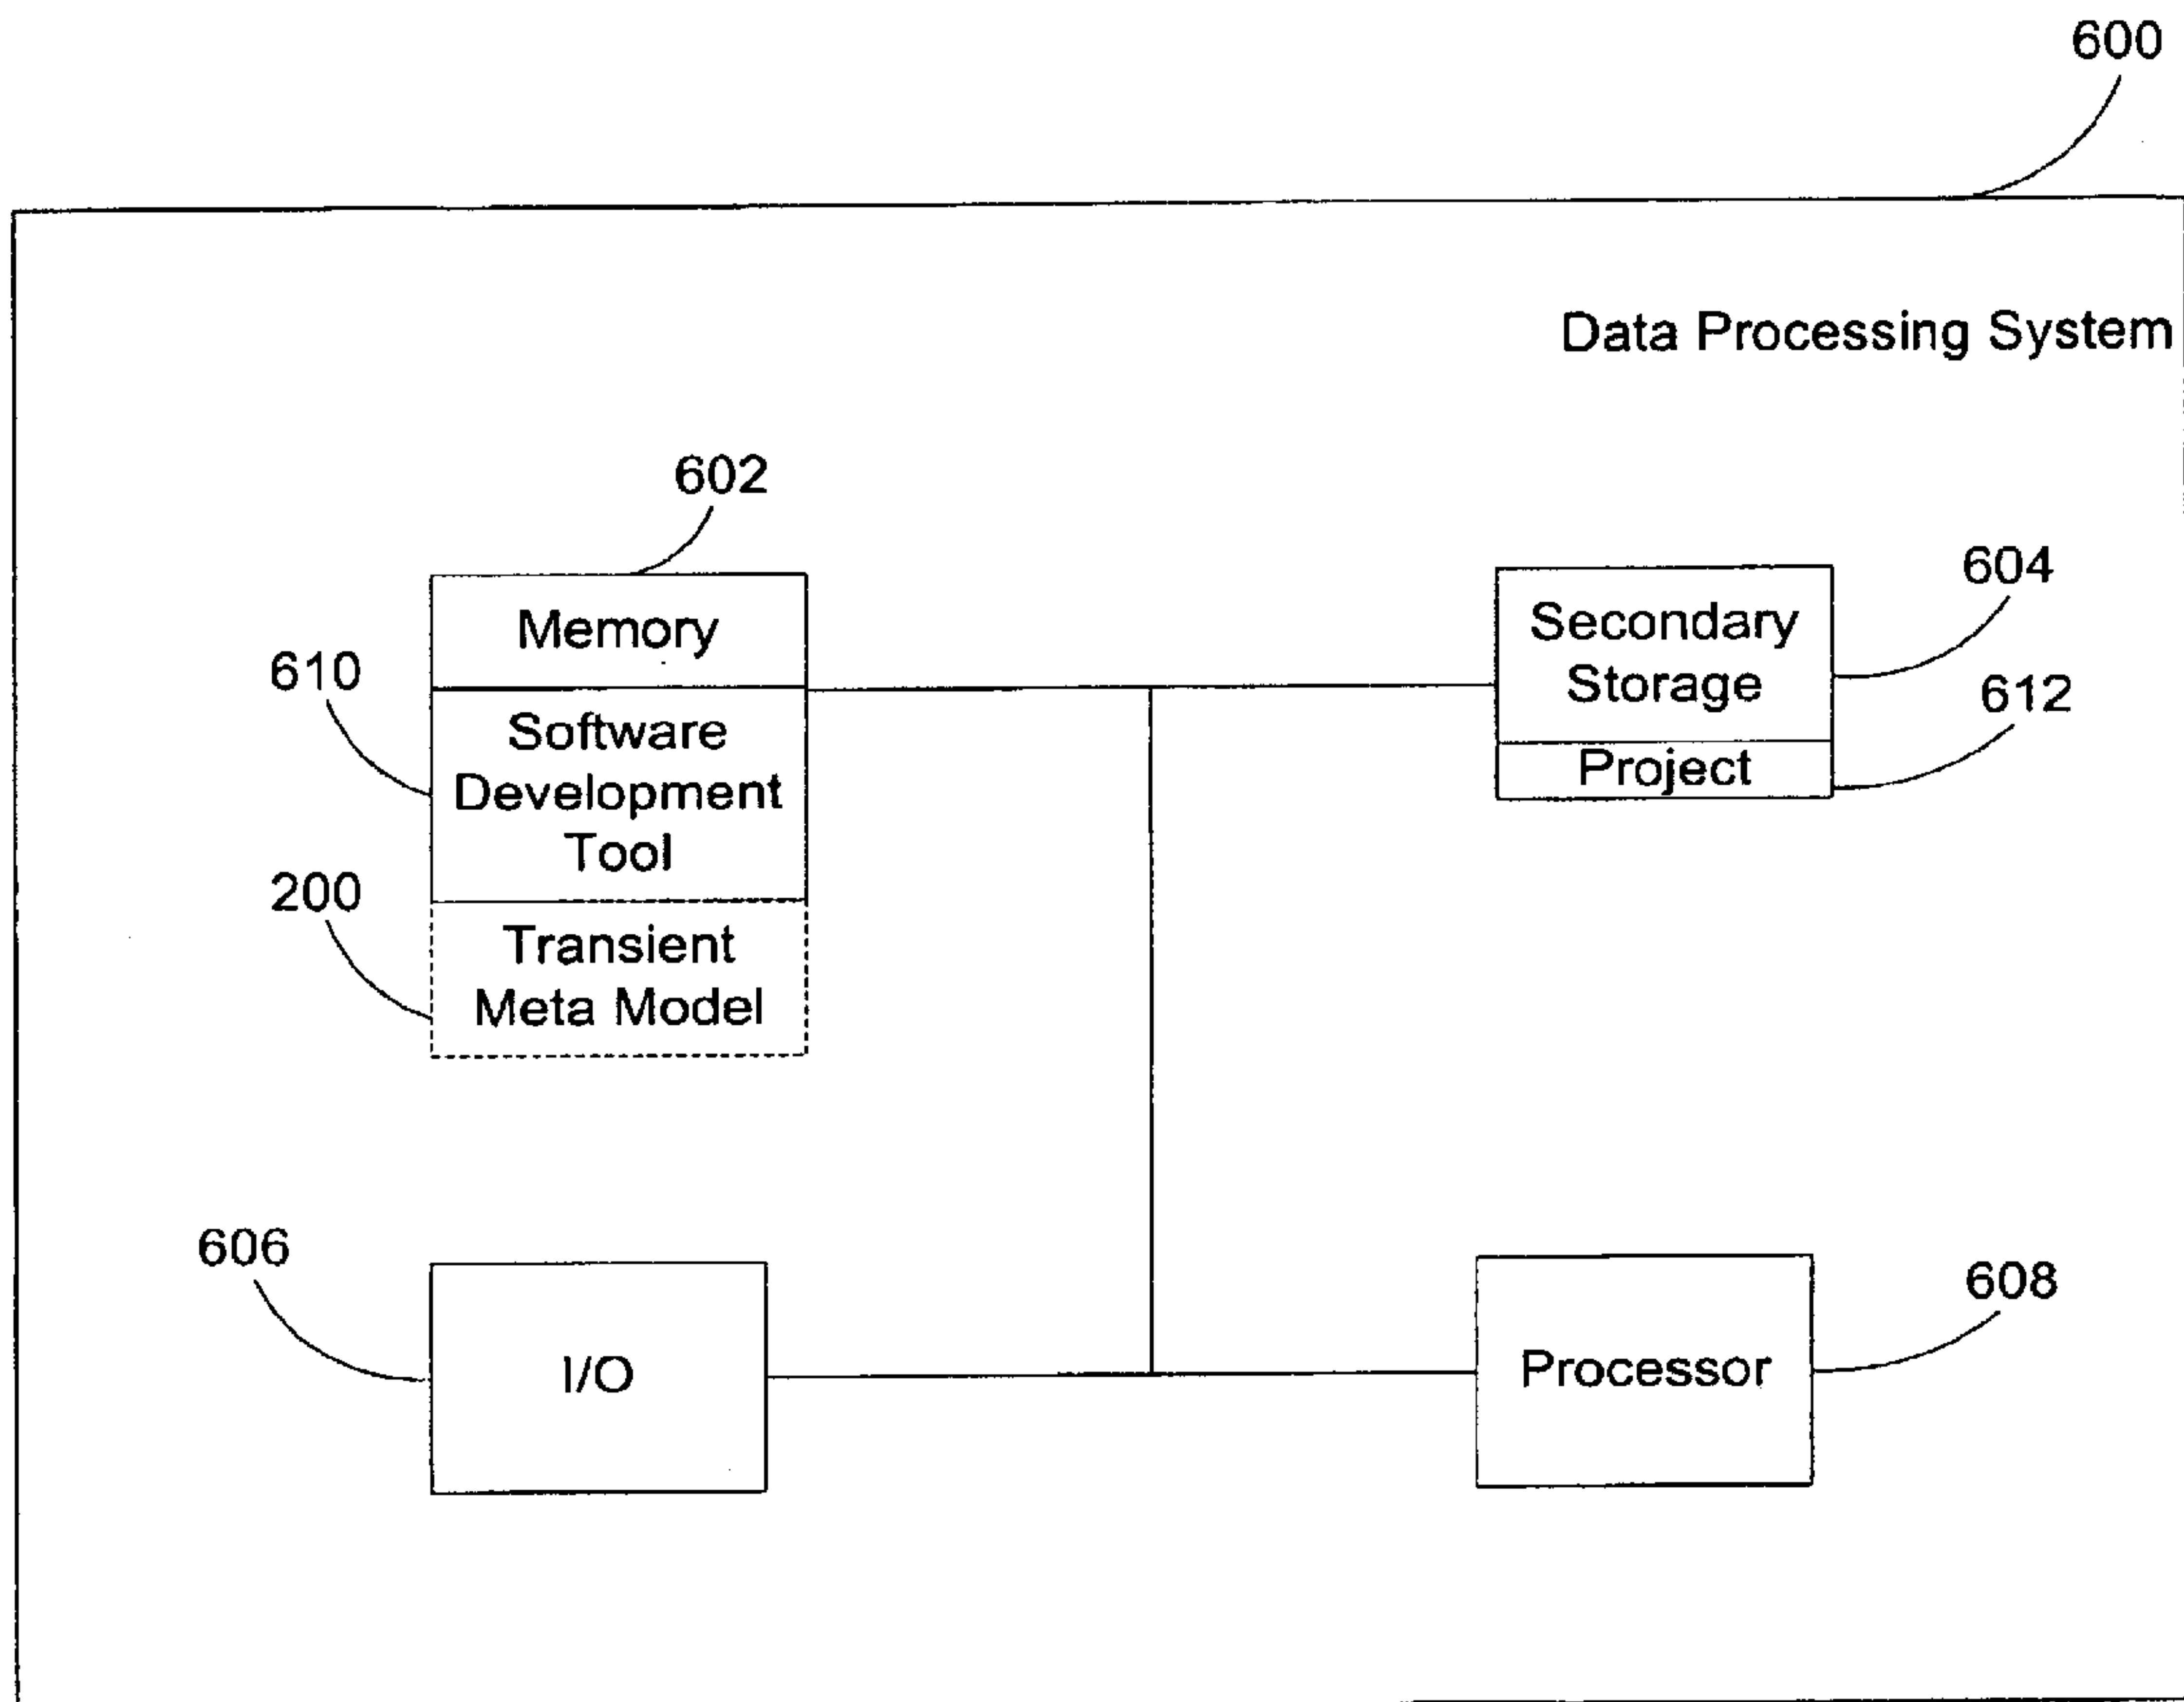 600
Data Processing System
602
Memory
610
Software
Development
Tool
200
Transient
Meta Model
604
Secondary
Storage
612
Project
606
I/O
608
Processor